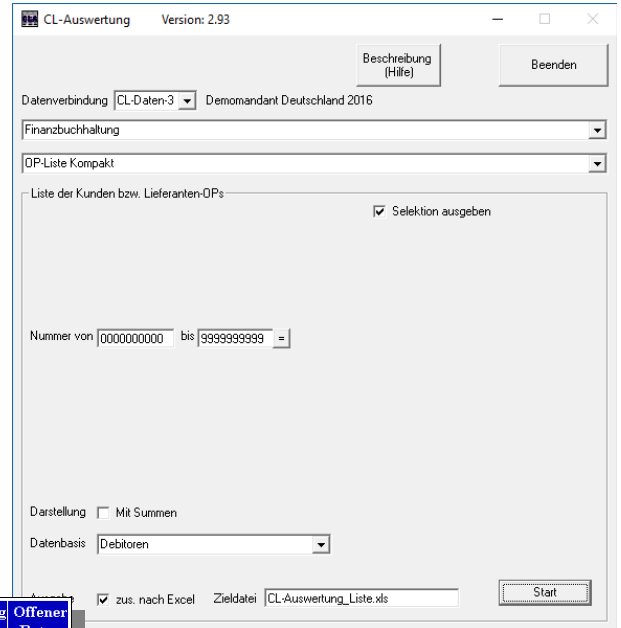 CL-Auswertung Version: 2.93
Beschreibung
(Hilfe)
Beenden
Datenverbindung CL-Daten-3 Demomandant Deutschland 2016
Finanzbuchhaltung
OP-Liste Kompakt
Liste der Kunden bzw. Lieferanten-OPs
Selektion ausgeben
Nummer von 0000000000 bis 9999999999 =
Darstellung Mit Summen
Datenbasis Debitoren
zus. nach Excel Zieldatei CL-Auswertung_Liste.xls Start
g Offener